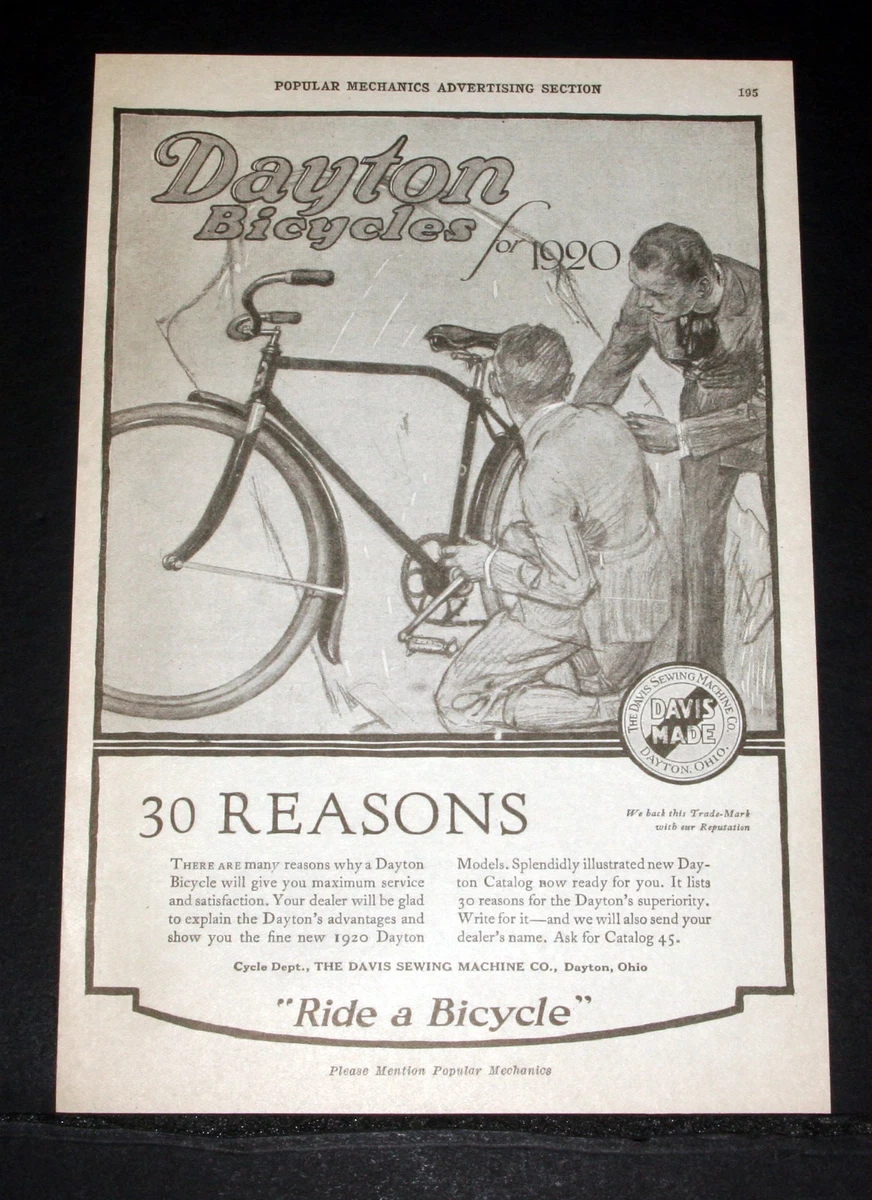 POPULAR MECHANICS ADVERTISING SECTION
195
Dayton
Bicycles
for 1920
THE DAVIS SEWING MACHINE CO.
DAVIS
MADE
DAYTON, OHIO.
30 REASONS
We back this Trade-Mark
with our Reputation
THERE ARE many reasons why a Dayton
Bicycle will give you maximum service
and satisfaction. Your dealer will be glad
to explain the Dayton's advantages and
show you the fine new 1920 Dayton
Models. Splendidly illustrated new Day-
ton Catalog now ready for you. It lists
30 reasons for the Dayton's superiority.
Write for it—and we will also send your
dealer's name. Ask for Catalog 45.
Cycle Dept., THE DAVIS SEWING MACHINE CO., Dayton, Ohio
"Ride a Bicycle"
Please Mention Popular Mechanics